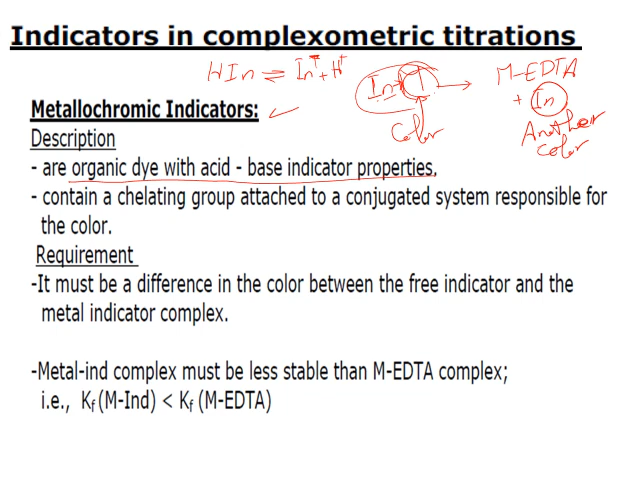 Indicators in complexometric titrations
HIn ⇌ In⁻ + H⁺
In → M-EDTA
+ In
Color
Another
color
Metallochromic Indicators:
Description
- are organic dye with acid - base indicator properties.
- contain a chelating group attached to a conjugated system responsible for
the color.
Requirement
-It must be a difference in the color between the free indicator and the
metal indicator complex.
-Metal-ind complex must be less stable than M-EDTA complex;
i.e., Kf (M-Ind) < Kf (M-EDTA)